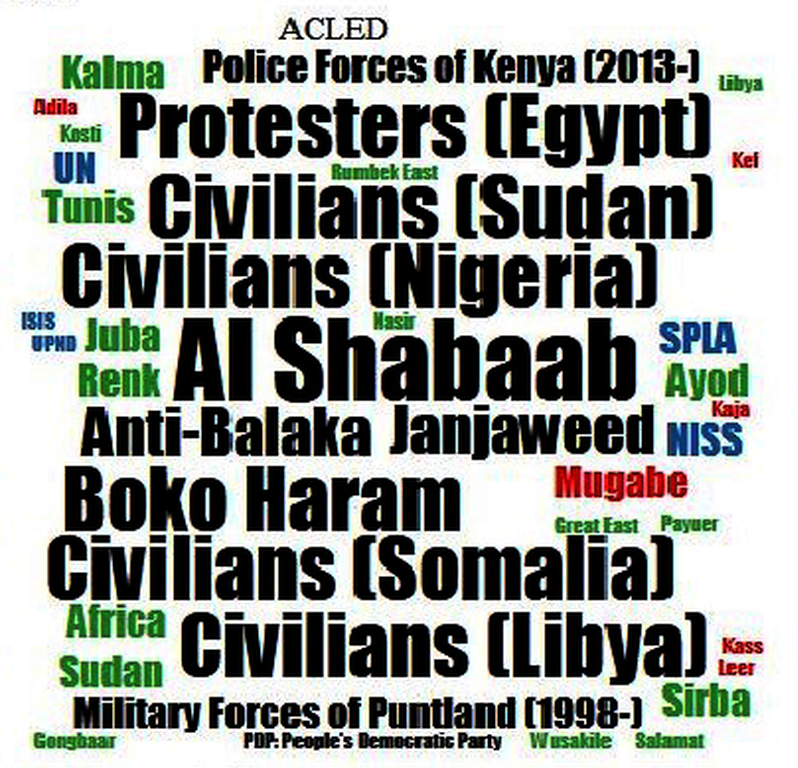 ACLED
Kalma Police Forces of Kenya (2013-) Libya
Adila
Kosti Protesters (Egypt)
UN Rumbek East Kef
Tunis Civilians (Sudan)
Civilians (Nigeria)
ISIS Nasir
UPND Juba Al Shabaab SPLA
Renk Ayod
Kaja
Anti-Balaka Janjaweed NISS
Boko Haram Mugabe
Great East Payuer
Civilians (Somalia)
Africa Civilians (Libya) Kass
Sudan Leer
Military Forces of Puntland (1998-) Sirba
Gongbaar PDP: People's Democratic Party Wusakile Salamat